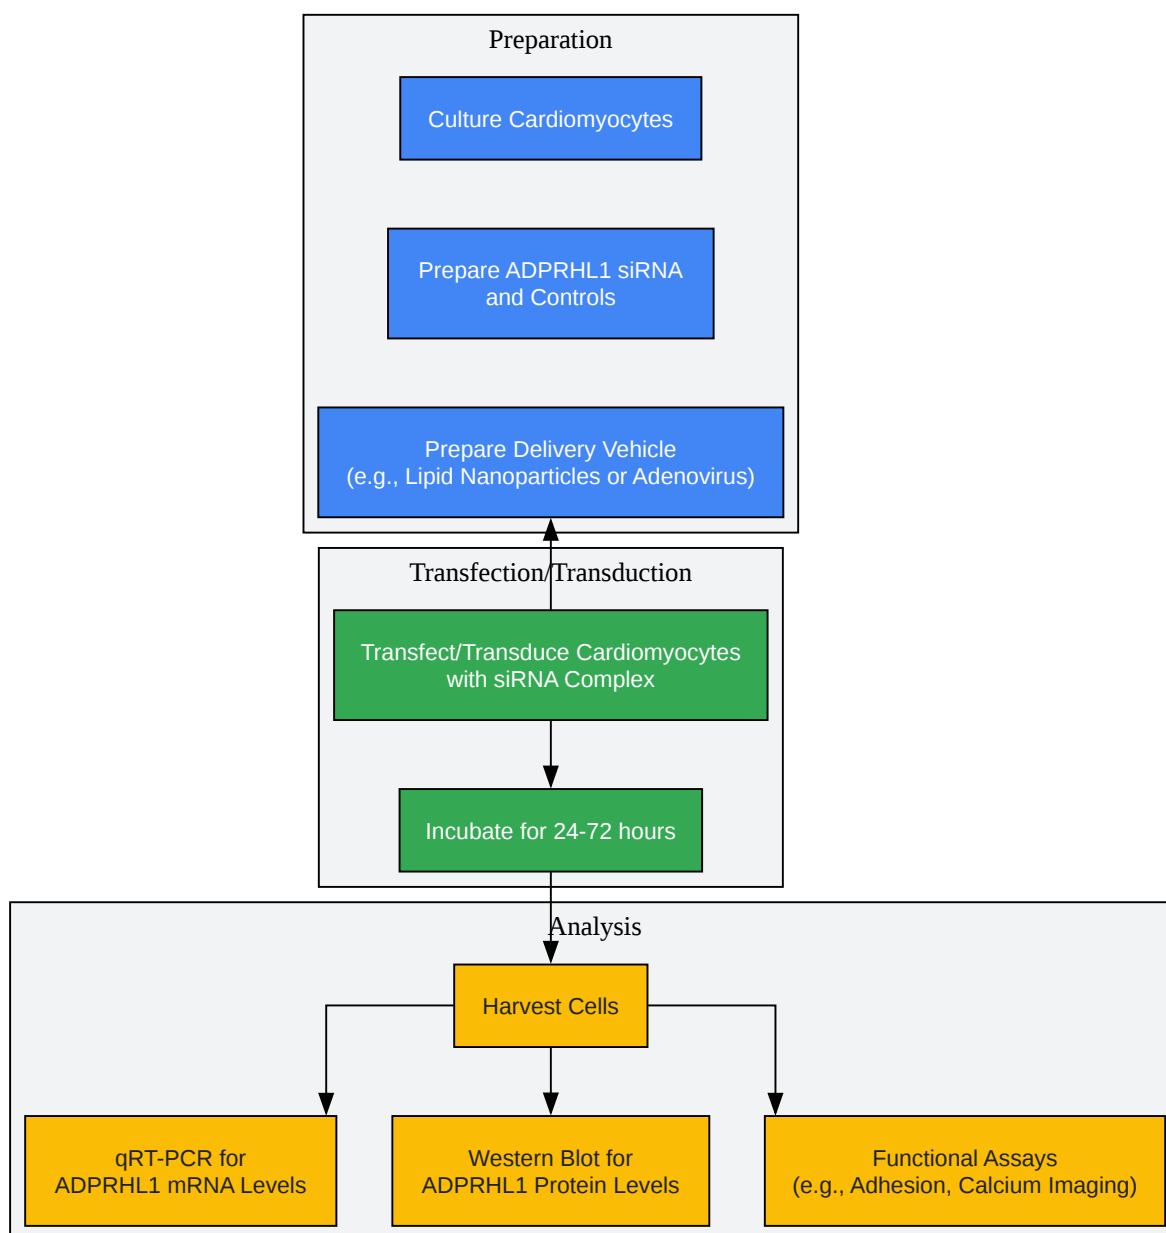 Preparation
Culture Cardiomyocytes
Prepare ADPRHL1 siRNA
and Controls
Prepare Delivery Vehicle
(e.g., Lipid Nanoparticles or Adenovirus)
Transfection/Transduction
Transfect/Transduce Cardiomyocytes
with siRNA Complex
Incubate for 24-72 hours
Analysis
Harvest Cells
qRT-PCR for
ADPRHL1 mRNA Levels
Western Blot for
ADPRHL1 Protein Levels
Functional Assays
(e.g., Adhesion, Calcium Imaging)